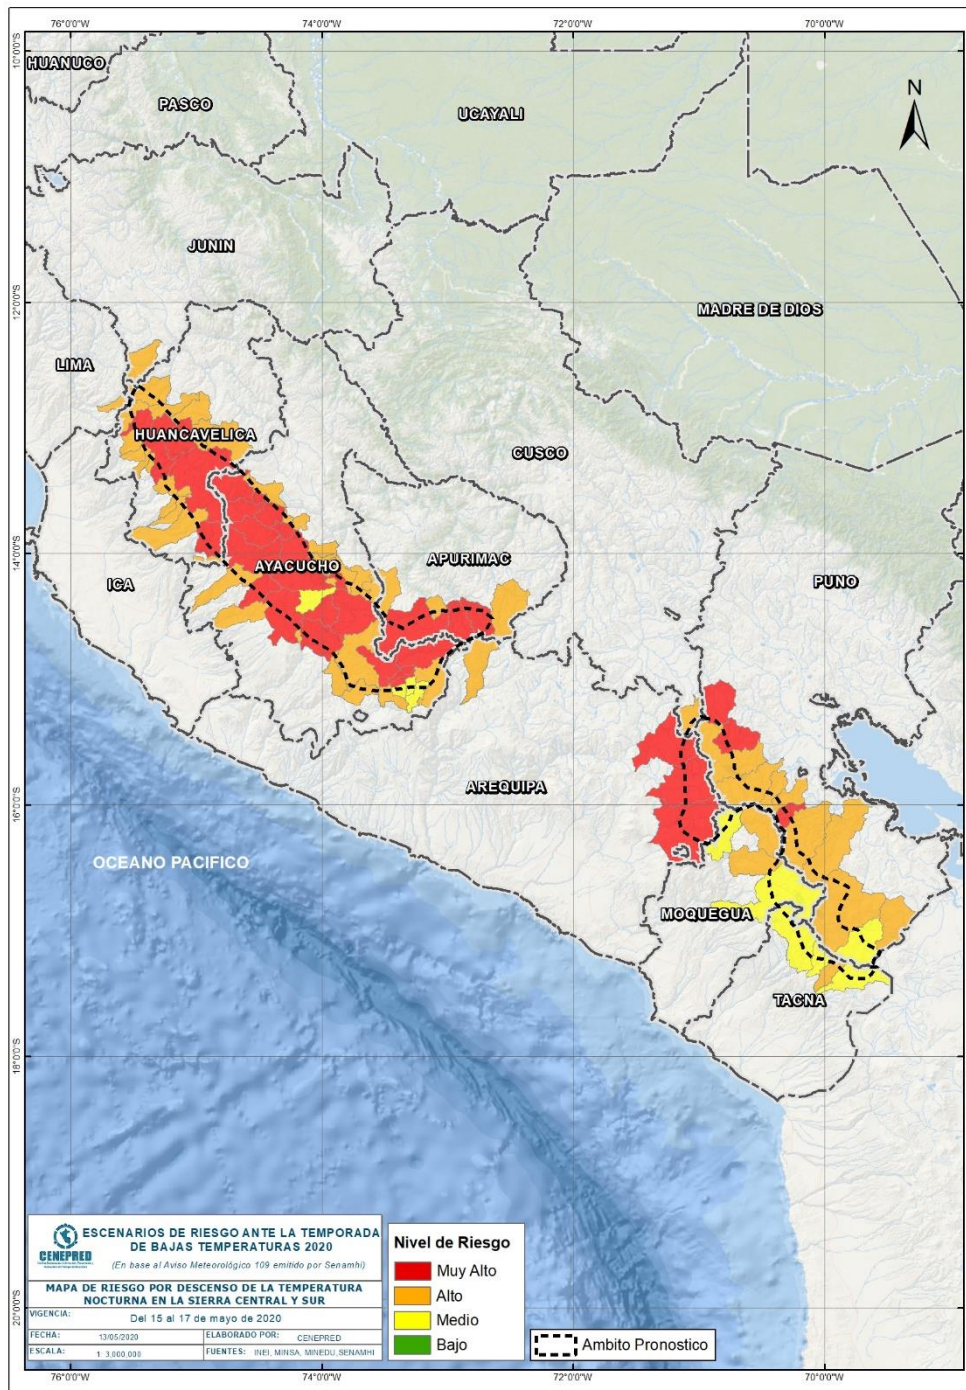 76°0'0"W 74°0'0"W 72°0'0"W 70°0'0"W
10°0'0"S
HUANUCO
PASCO
UCAYALI
N
JUNIN
12°0'0"S
MADRE DE DIOS
LIMA
HUANCAVELICA
CUSCO
14°0'0"S
AYACUCHO
APURIMAC
ICA
PUNO
AREQUIPA
16°0'0"S
OCEANO PACIFICO
MOQUEGUA
TACNA
18°0'0"S
CENEPRED
ESCENARIOS DE RIESGO ANTE LA TEMPORADA
DE BAJAS TEMPERATURAS 2020
(En base al Aviso Meteorológico 109 emitido por Senamhi)
MAPA DE RIESGO POR DESCENSO DE LA TEMPERATURA
NOCTURNA EN LA SIERRA CENTRAL Y SUR
VIGENCIA:
Del 15 al 17 de mayo de 2020
FECHA: 13/05/2020 ELABORADO POR: CENEPRED
ESCALA: 1: 3,000,000 FUENTES: INEI, MINSA, MINEDU, SENAMHI
Nivel de Riesgo
Muy Alto
Alto
Medio
Bajo
Ambito Pronostico
20°0'0"S
76°0'0"W 74°0'0"W 72°0'0"W 70°0'0"W